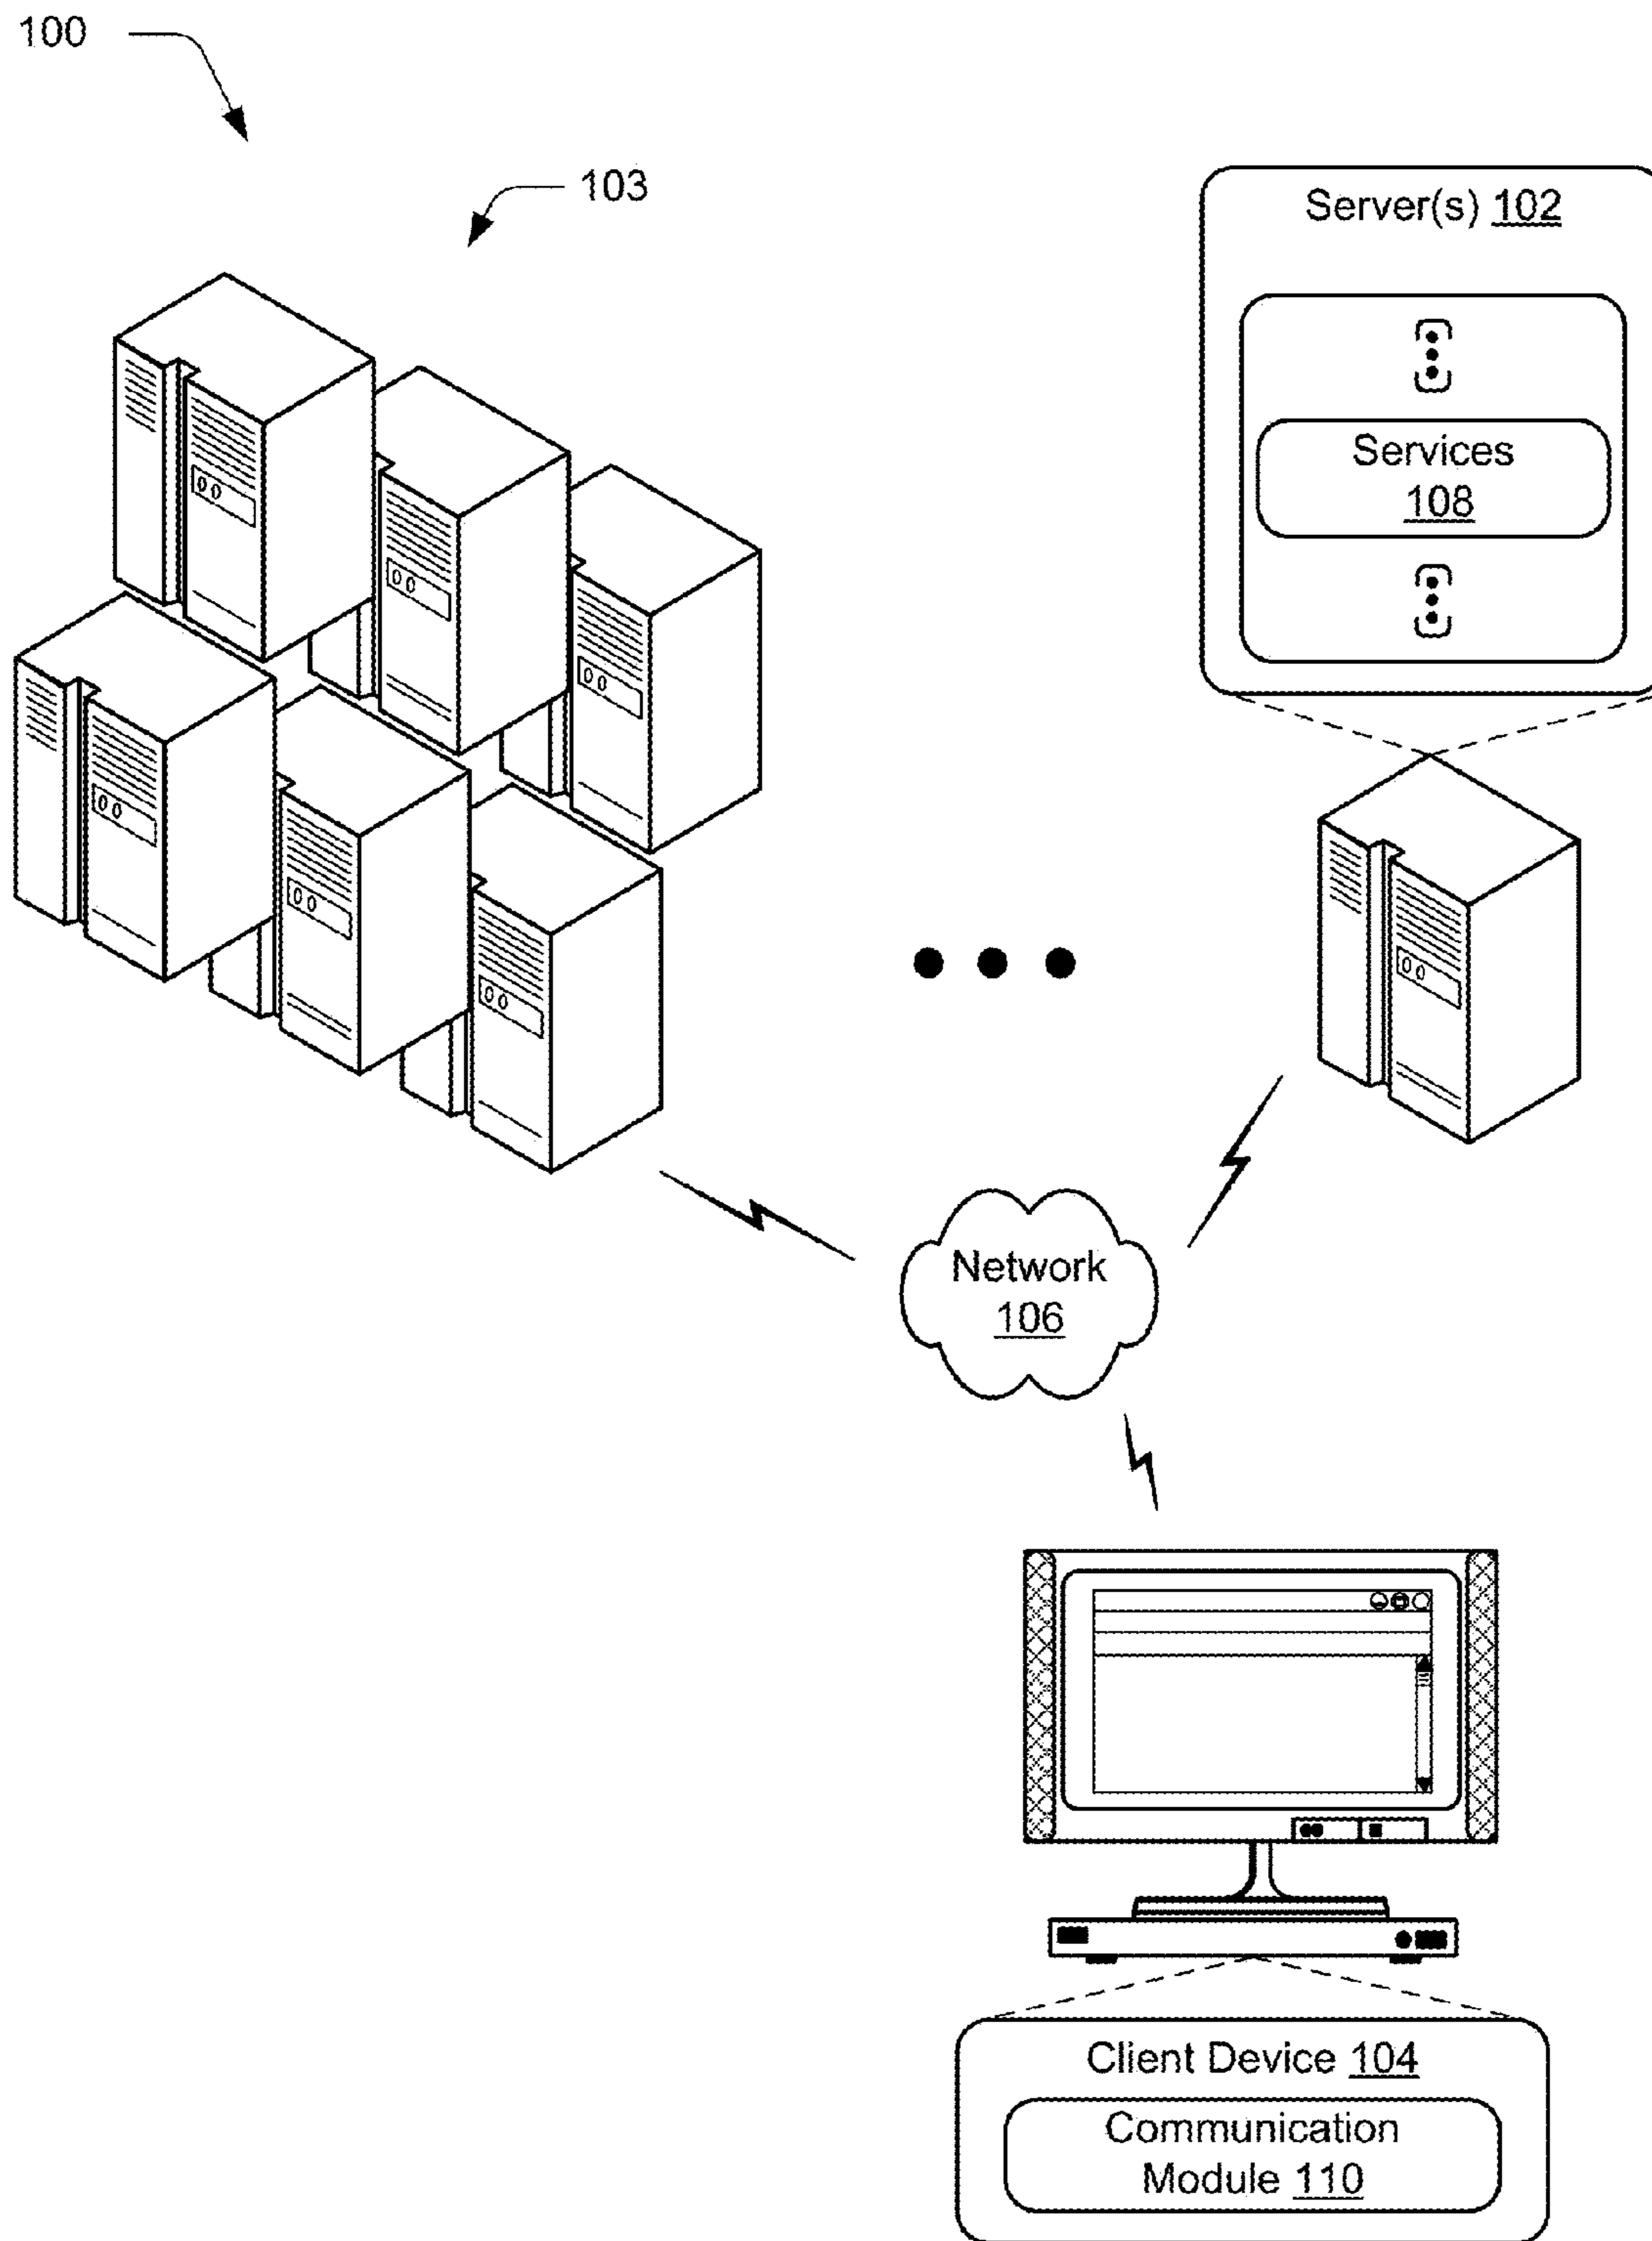 100
103
Server(s) 102
Services
108
Network
106
Client Device 104
Communication
Module 110